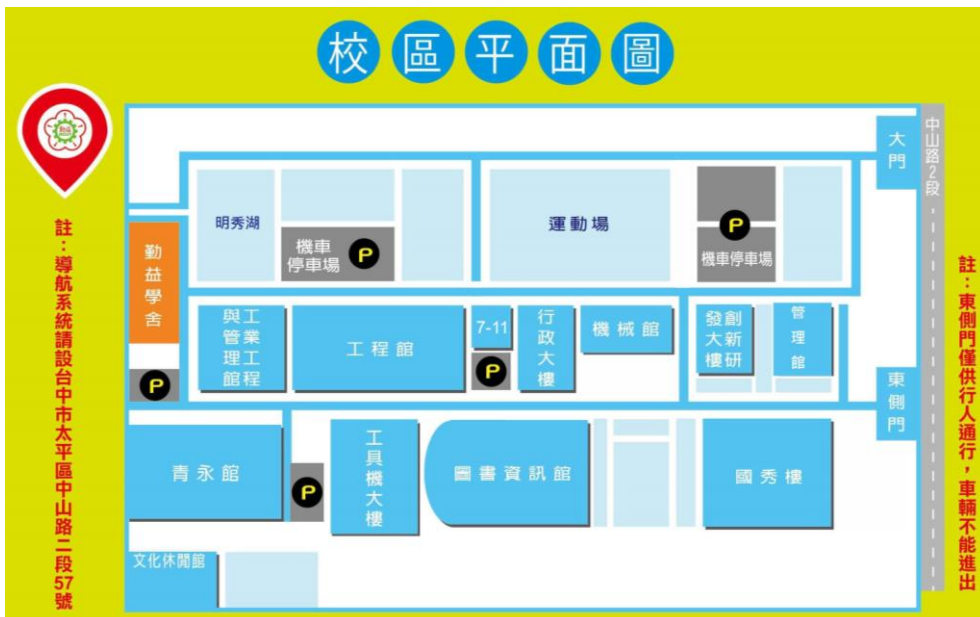 校區平面圖
大門
中山路2段
明秀湖
運動場
P
勤益學舍
機車
停車場
P
機車停車場
註：導航系統請設台中市太平區中山路二段57號
註：東側門僅供行人通行，車輛不能進出
工業工程
與管理館
工程館
7-11
行政大樓
機械館
創新研
發大樓
管理館
P
P
東側門
青永館
P
工具機大樓
圖書資訊館
國秀樓
文化休閒館